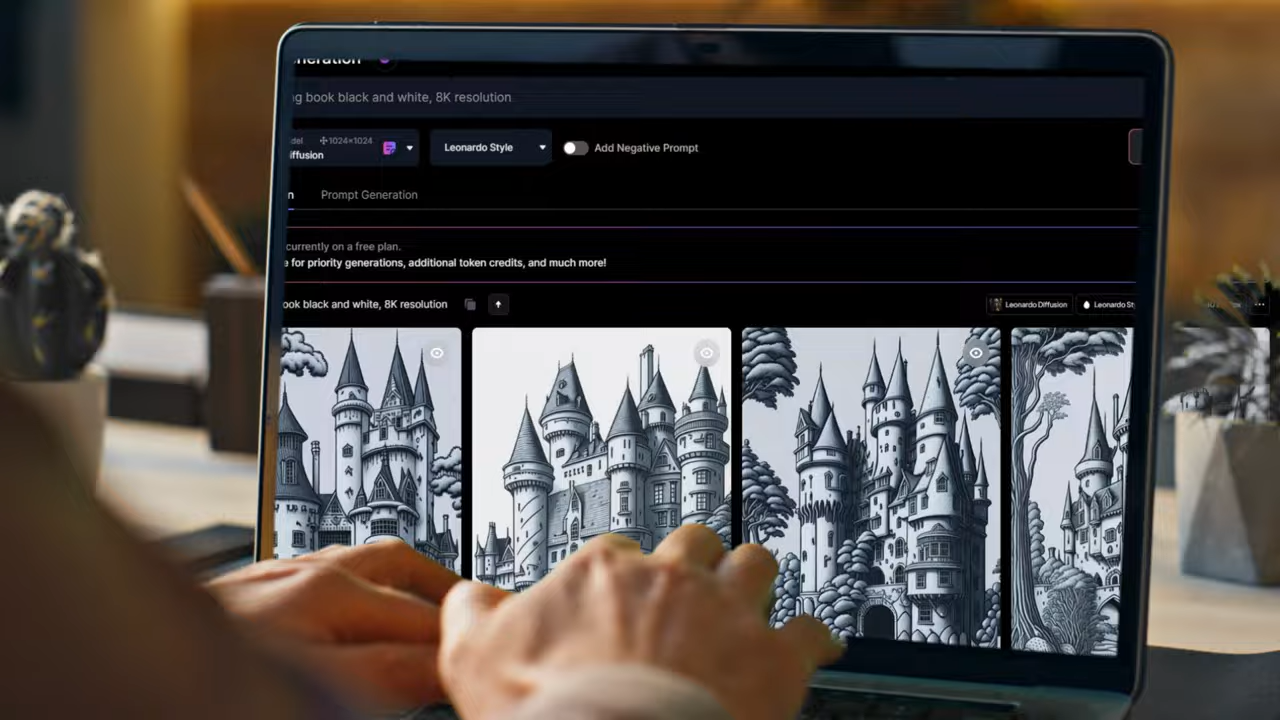 neration
ng book black and white, 8K resolution
del 1024×1024
iffusion
Leonardo Style
Add Negative Prompt
n Prompt Generation
currently on a free plan.
e for priority generations, additional token credits, and much more!
ook black and white, 8K resolution
Leonardo Diffusion
Leonardo St